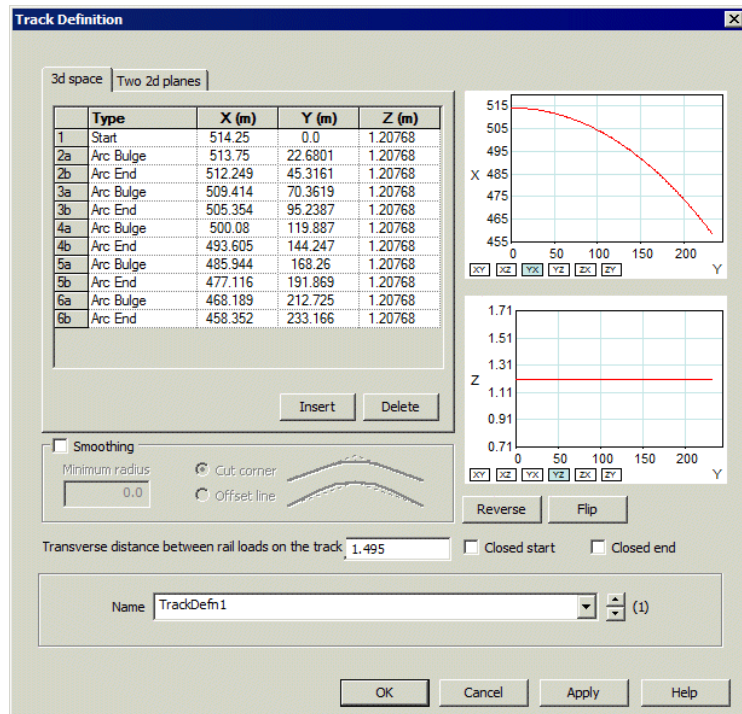 Track Definition
3d space Two 2d planes
Type X (m) Y (m) Z (m)
1 Start 514.25 0.0 1.20768
2a Arc Bulge 513.75 22.6801 1.20768
2b Arc End 512.249 45.3161 1.20768
3a Arc Bulge 509.414 70.3619 1.20768
3b Arc End 505.354 95.2387 1.20768
4a Arc Bulge 500.08 119.887 1.20768
4b Arc End 493.605 144.247 1.20768
5a Arc Bulge 485.944 168.26 1.20768
5b Arc End 477.116 191.869 1.20768
6a Arc Bulge 468.189 212.725 1.20768
6b Arc End 458.352 233.166 1.20768
Insert Delete
515
505
495
X 485
475
465
455
0 50 100 150 200
XY XZ YX YZ ZX ZY Y
1.71
1.51
1.31
Z
1.11
0.91
0.71
0 50 100 150 200
XY XZ YX YZ ZX ZY Y
Smoothing
Minimum radius
0.0
Cut corner
Offset line
Reverse Flip
Transverse distance between rail loads on the track 1.495 Closed start Closed end
Name TrackDefn1 (1)
OK Cancel Apply Help